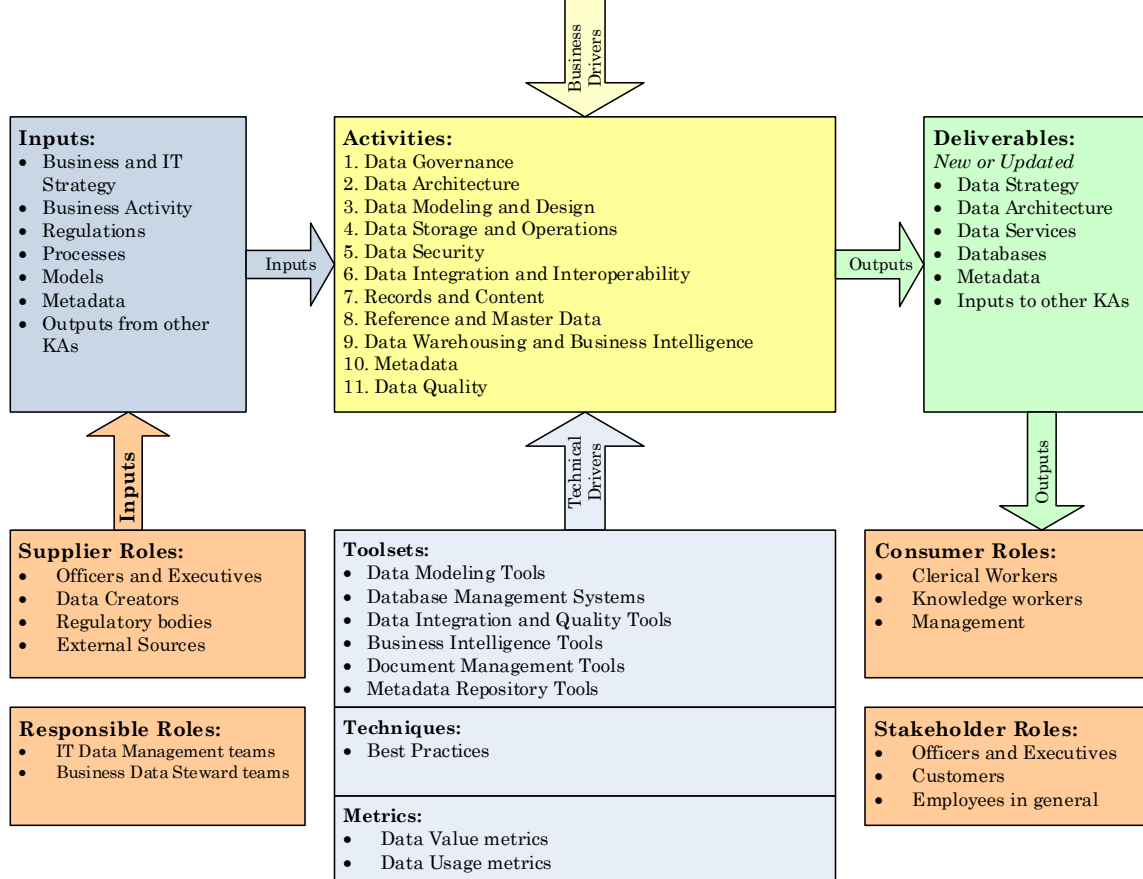 Business
Drivers
Inputs:
• Business and IT
Strategy
• Business Activity
• Regulations
• Processes
• Models
• Metadata
• Outputs from other
KAs
Inputs
Activities:
1. Data Governance
2. Data Architecture
3. Data Modeling and Design
4. Data Storage and Operations
5. Data Security
6. Data Integration and Interoperability
7. Records and Content
8. Reference and Master Data
9. Data Warehousing and Business Intelligence
10. Metadata
11. Data Quality
Outputs
Deliverables:
New or Updated
• Data Strategy
• Data Architecture
• Data Services
• Databases
• Metadata
• Inputs to other KAs
Inputs
Technical
Drivers
Outputs
Supplier Roles:
• Officers and Executives
• Data Creators
• Regulatory bodies
• External Sources
Responsible Roles:
• IT Data Management teams
• Business Data Steward teams
Toolsets:
• Data Modeling Tools
• Database Management Systems
• Data Integration and Quality Tools
• Business Intelligence Tools
• Document Management Tools
• Metadata Repository Tools
Techniques:
• Best Practices
Metrics:
• Data Value metrics
• Data Usage metrics
Consumer Roles:
• Clerical Workers
• Knowledge workers
• Management
Stakeholder Roles:
• Officers and Executives
• Customers
• Employees in general